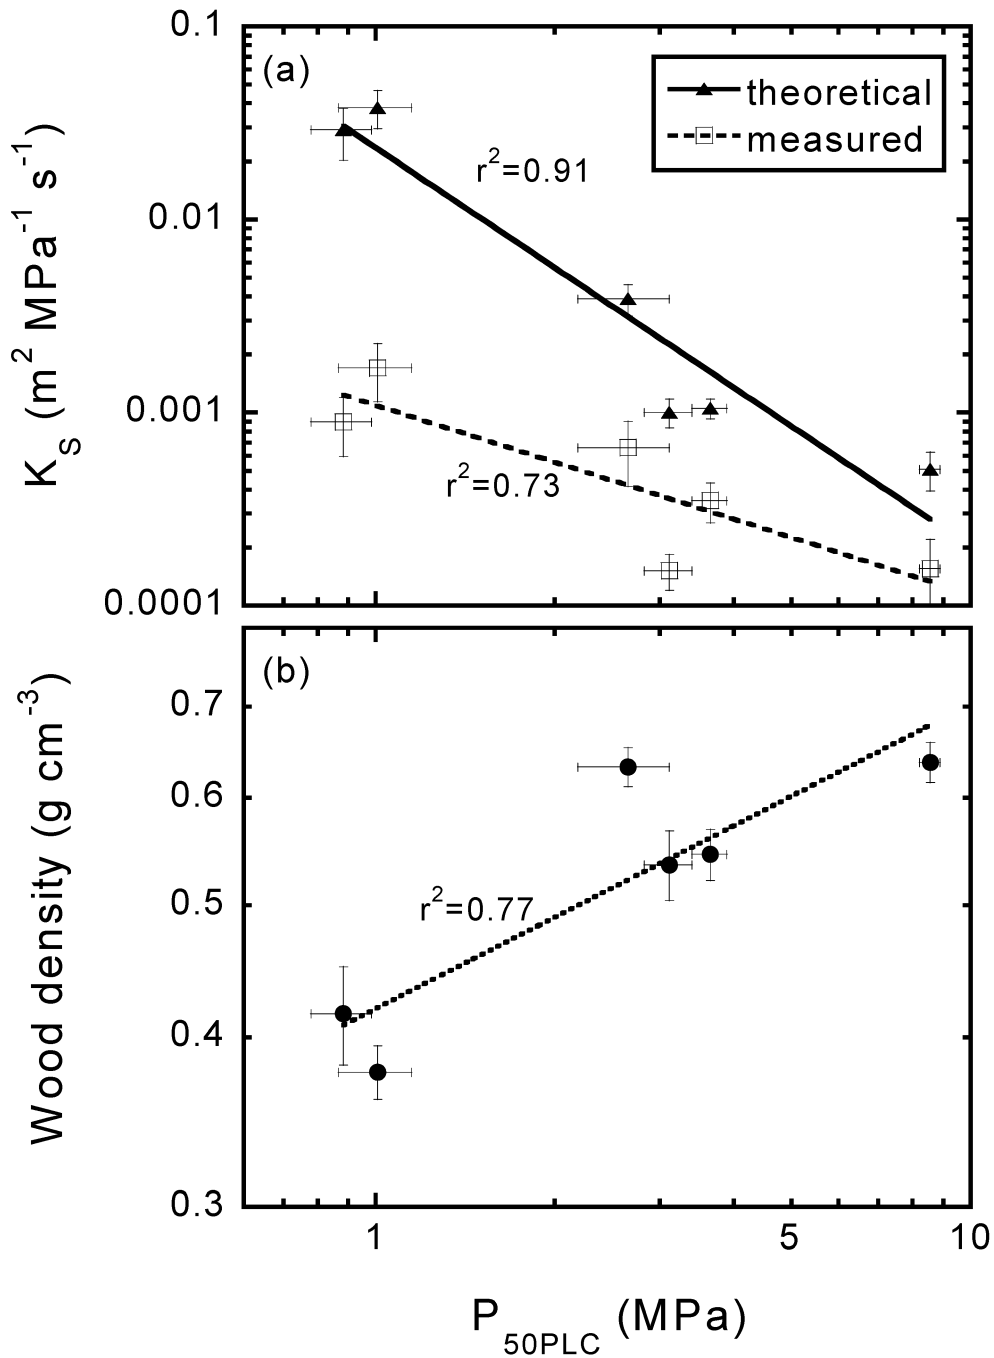 0.1
(a)
theoretical
measured
r²=0.91
0.01
K_S (m² MPa⁻¹ s⁻¹)
0.001
r²=0.73
0.0001
(b)
0.7
0.6
Wood density (g cm⁻³)
0.5
r²=0.77
0.4
0.3
1 5 10
P_50PLC (MPa)